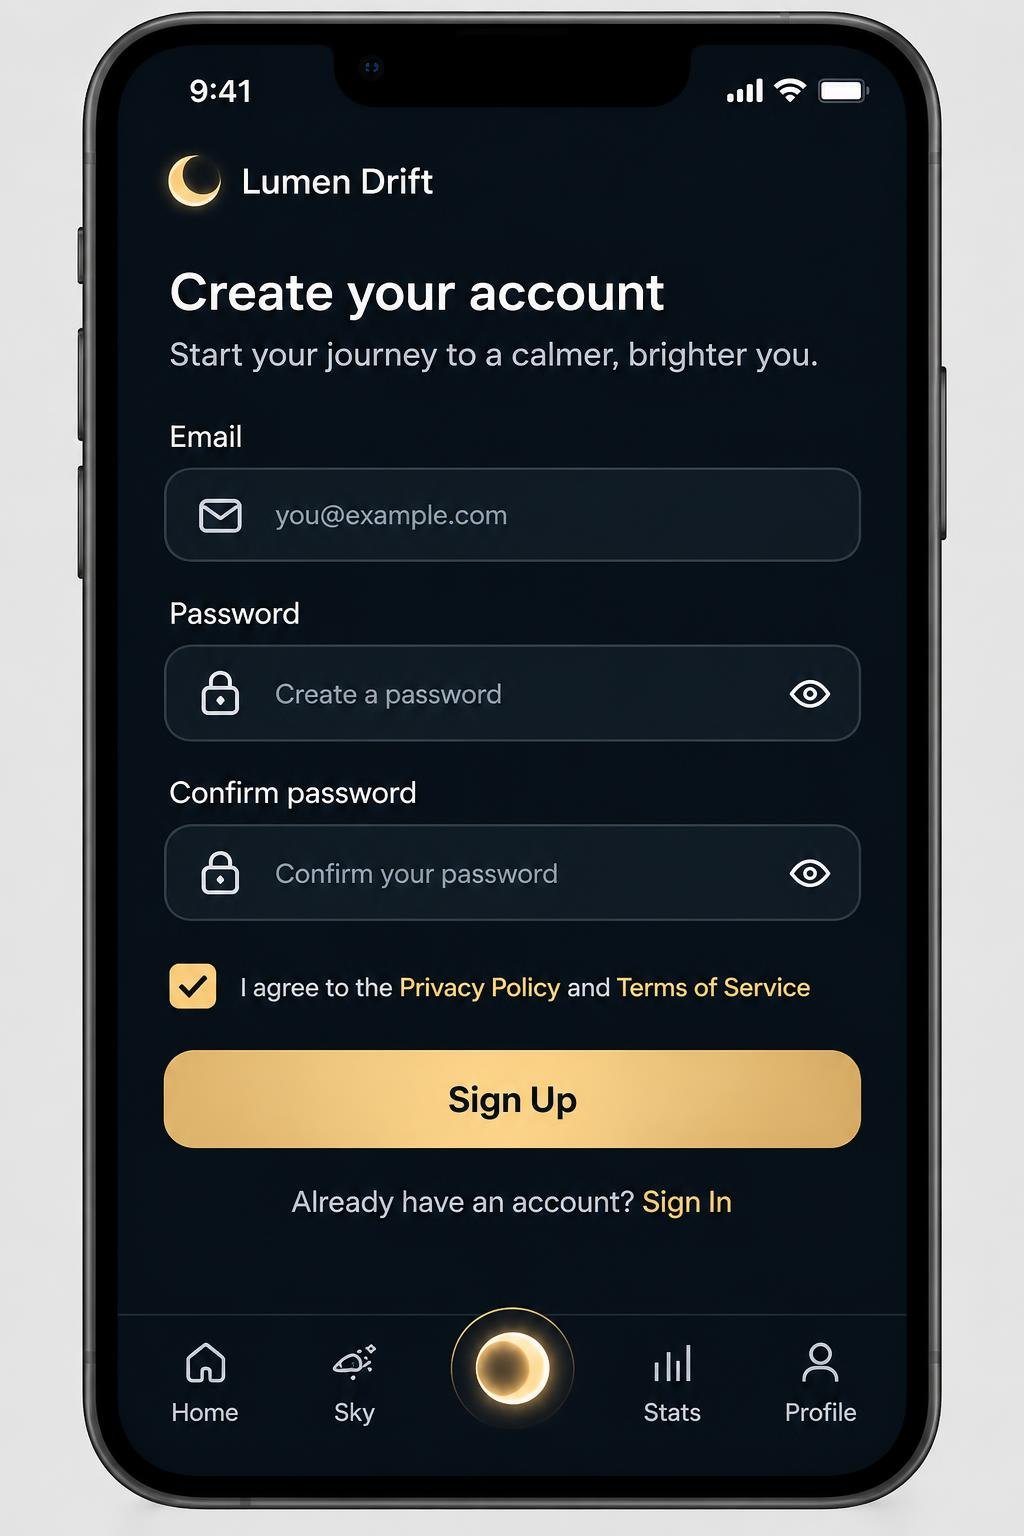 9:41
Lumen Drift
Create your account
Start your journey to a calmer, brighter you.
Email
you@example.com
Password
Create a password
Confirm password
Confirm your password
I agree to the Privacy Policy and Terms of Service
Sign Up
Already have an account? Sign In
Home Sky Stats Profile